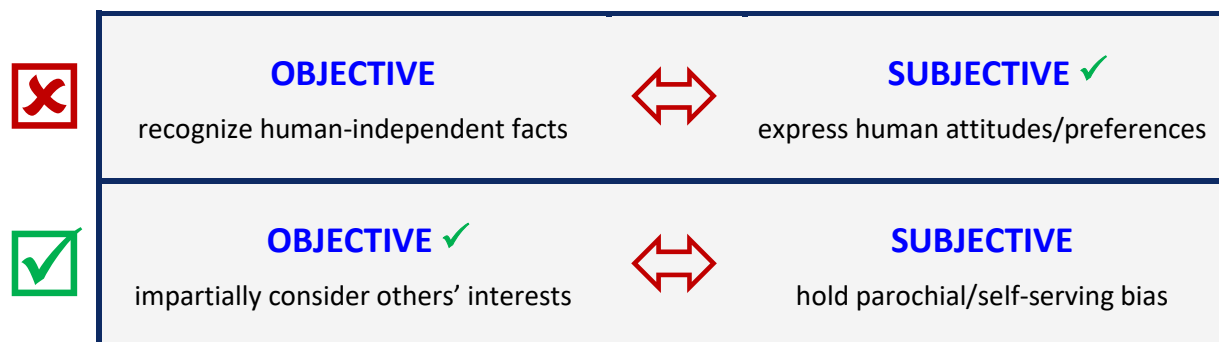 OBJECTIVE
SUBJECTIVE ✓
recognize human-independent facts
express human attitudes/preferences
OBJECTIVE ✓
SUBJECTIVE
impartially consider others’ interests
hold parochial/self-serving bias